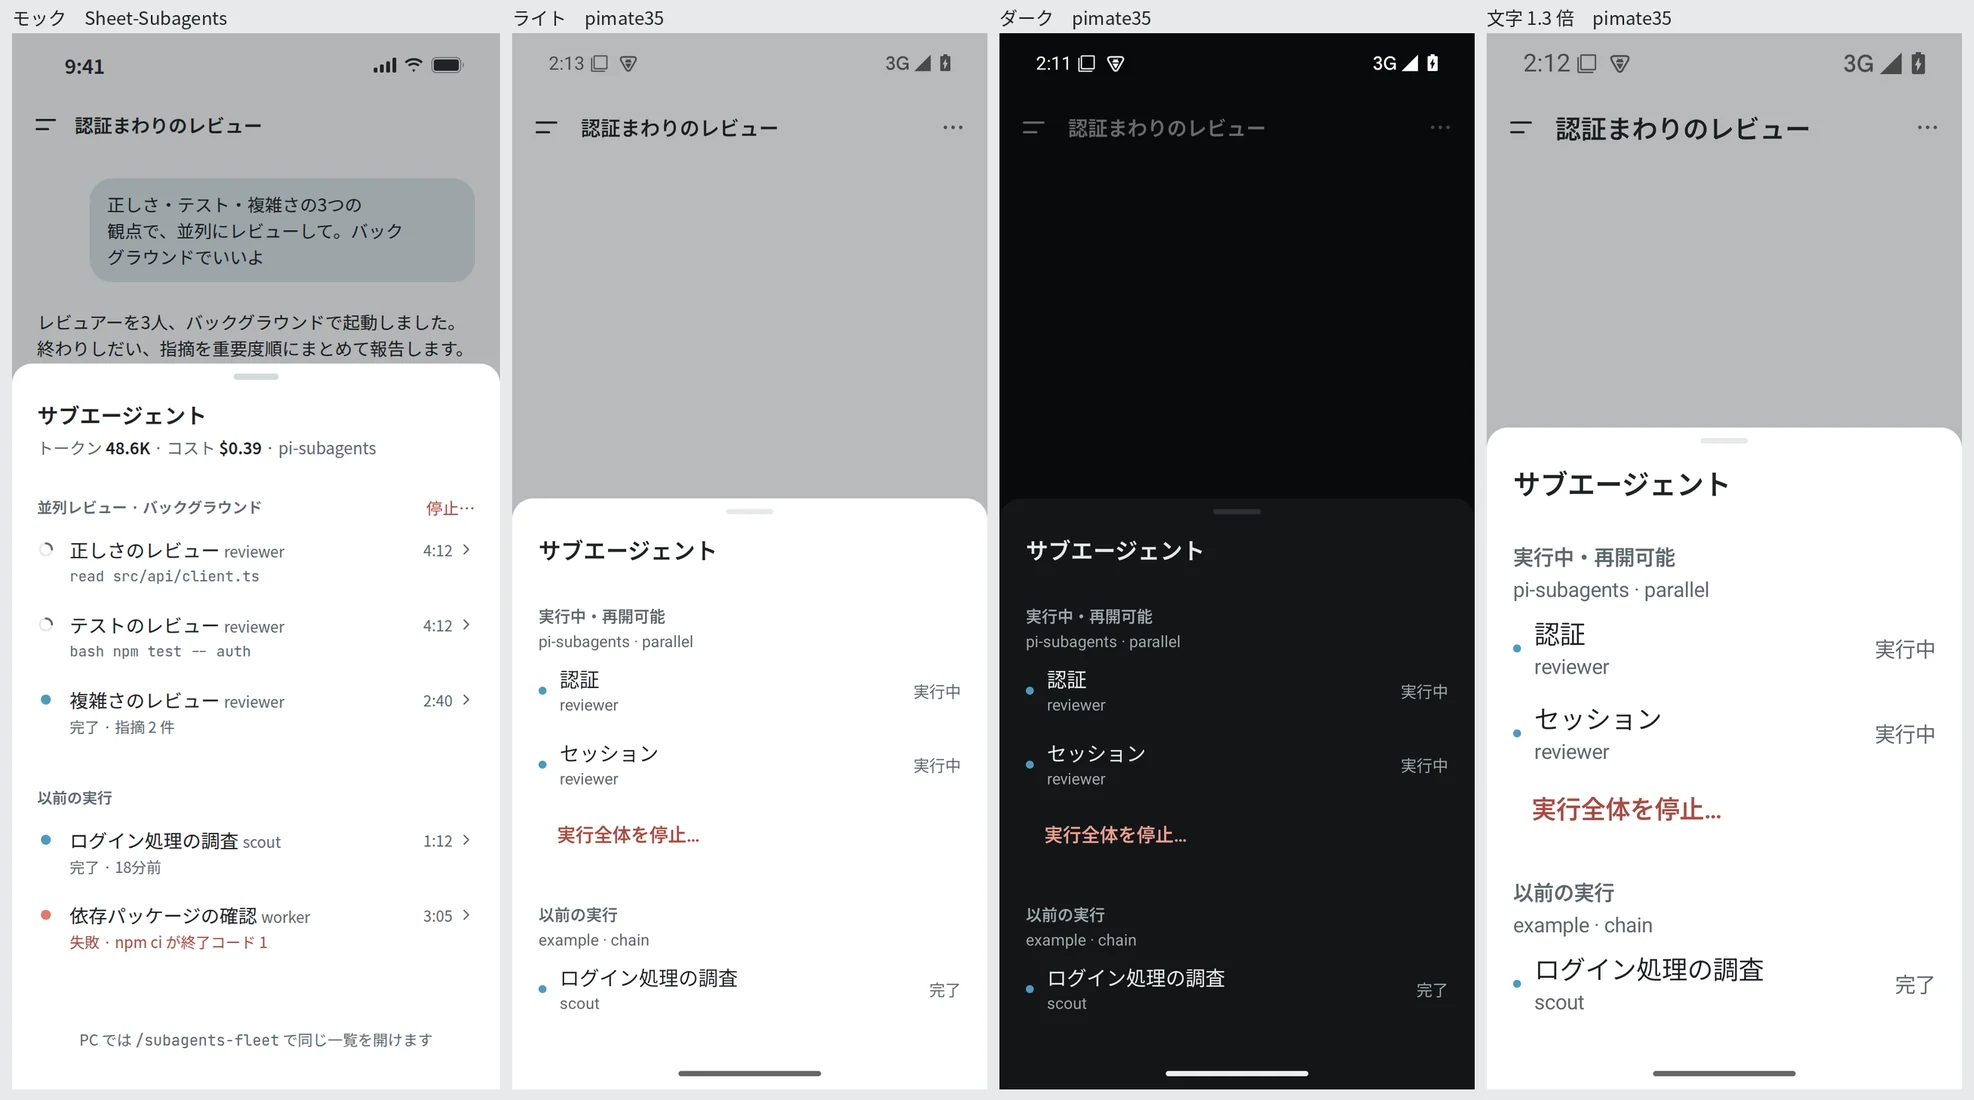 モック Sheet-Subagents
9:41
認証まわりのレビュー
正しさ・テスト・複雑さの3つの
観点で、並列にレビューして。バック
グラウンドでいいよ
レビュアーを3人、バックグラウンドで起動しました。
終わりしだい、指摘を重要度順にまとめて報告します。
サブエージェント
トークン 48.6K · コスト $0.39 · pi-subagents
並列レビュー · バックグラウンド 停止…
正しさのレビュー reviewer 4:12
read src/api/client.ts
テストのレビュー reviewer 4:12
bash npm test -- auth
複雑さのレビュー reviewer 2:40
完了 · 指摘 2 件
以前の実行
ログイン処理の調査 scout 1:12
完了 · 18分前
依存パッケージの確認 worker 3:05
失敗 · npm ci が終了コード 1
PC では /subagents-fleet で同じ一覧を開けます
ライト pimate35
2:13 3G
認証まわりのレビュー
サブエージェント
実行中・再開可能
pi-subagents · parallel
認証
reviewer
実行中
セッション
reviewer
実行中
実行全体を停止...
以前の実行
example · chain
ログイン処理の調査
scout
完了
ダーク pimate35
2:11 3G
認証まわりのレビュー
サブエージェント
実行中・再開可能
pi-subagents · parallel
認証
reviewer
実行中
セッション
reviewer
実行中
実行全体を停止...
以前の実行
example · chain
ログイン処理の調査
scout
完了
文字 1.3 倍 pimate35
2:12 3G
認証まわりのレビュー
サブエージェント
実行中・再開可能
pi-subagents · parallel
認証
reviewer
実行中
セッション
reviewer
実行中
実行全体を停止...
以前の実行
example · chain
ログイン処理の調査
scout
完了